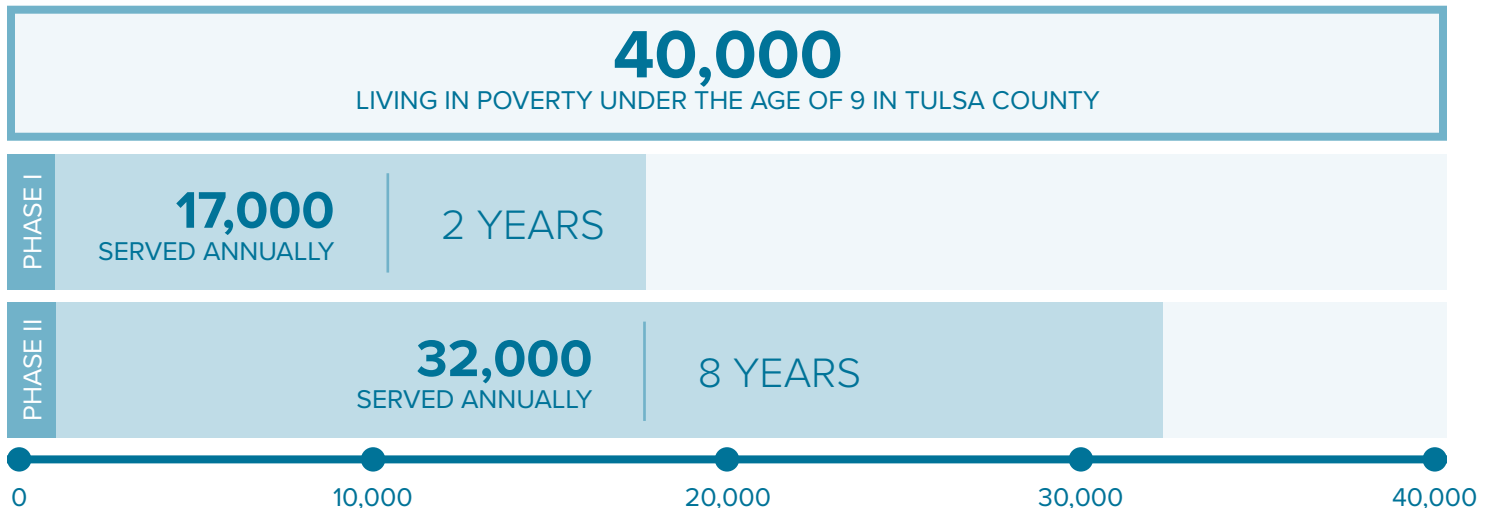 40,000
LIVING IN POVERTY UNDER THE AGE OF 9 IN TULSA COUNTY
PHASE I
17,000
SERVED ANNUALLY
2 YEARS
PHASE II
32,000
SERVED ANNUALLY
8 YEARS
0 10,000 20,000 30,000 40,000